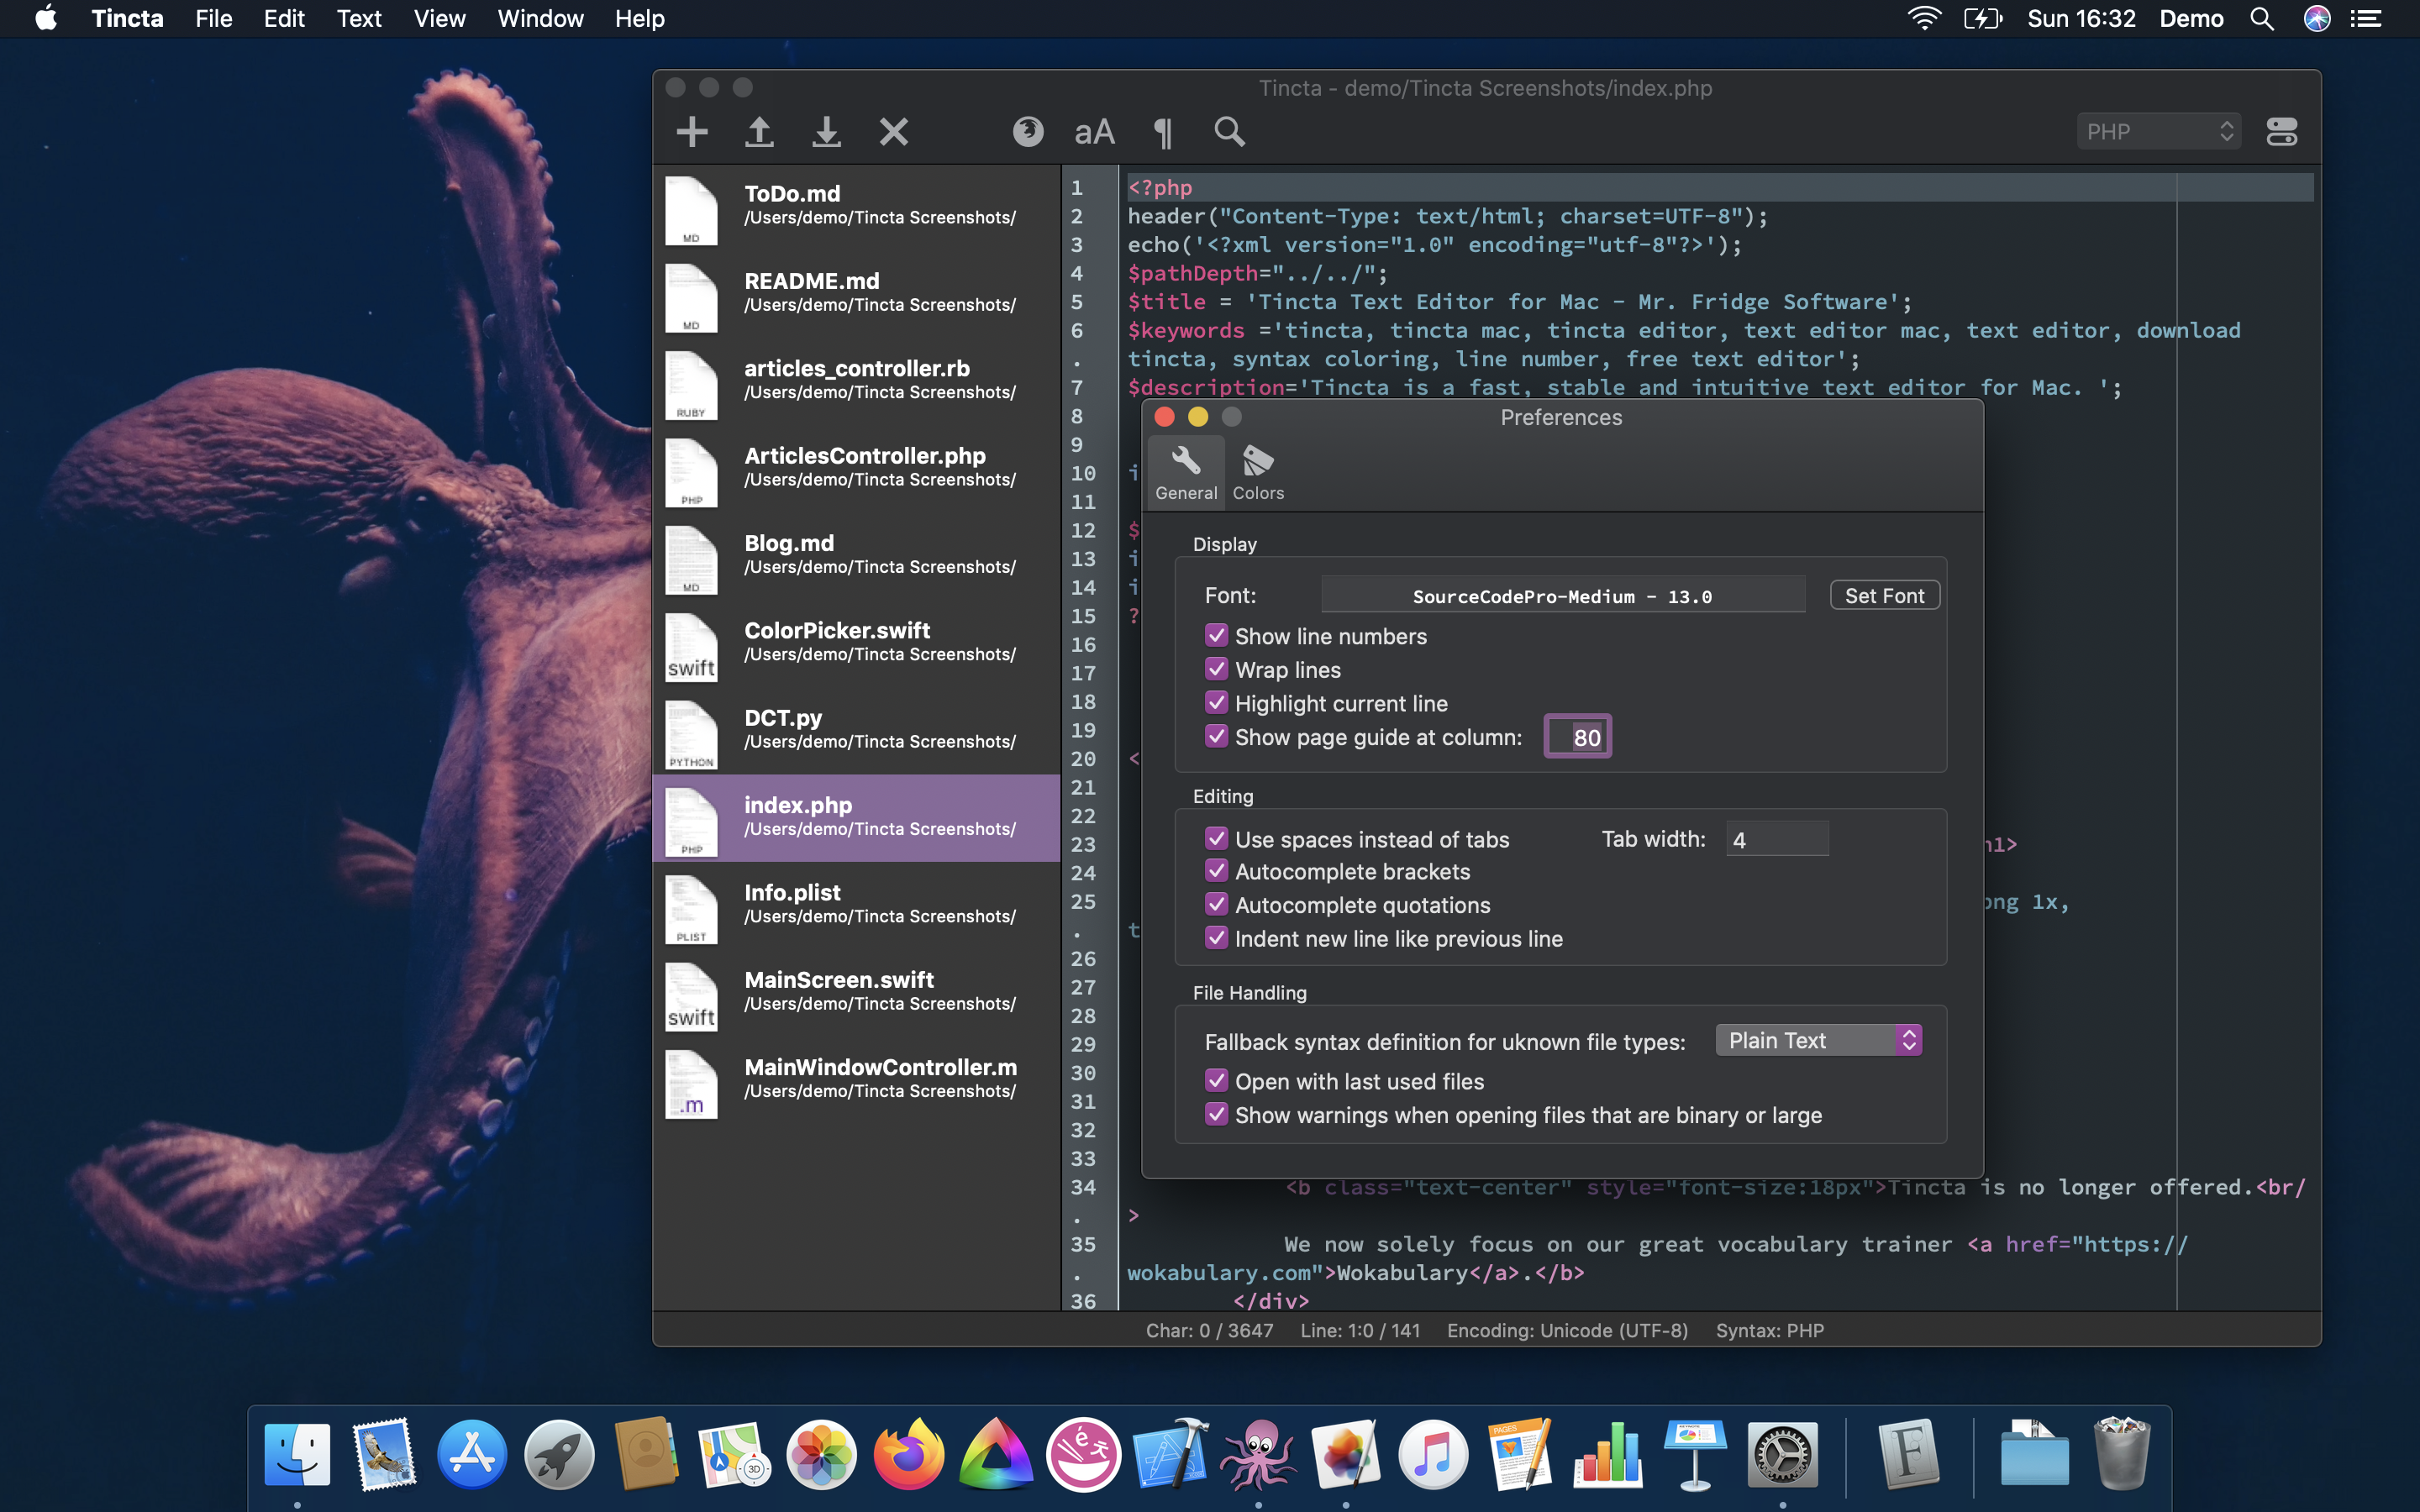 Tincta File Edit Text View Window Help
Sun 16:32 Demo
Tincta - demo/Tincta Screenshots/index.php
aA ¶
PHP
MD
ToDo.md
/Users/demo/Tincta Screenshots/
MD
README.md
/Users/demo/Tincta Screenshots/
RUBY
articles_controller.rb
/Users/demo/Tincta Screenshots/
PHP
ArticlesController.php
/Users/demo/Tincta Screenshots/
MD
Blog.md
/Users/demo/Tincta Screenshots/
swift
ColorPicker.swift
/Users/demo/Tincta Screenshots/
PYTHON
DCT.py
/Users/demo/Tincta Screenshots/
PHP
index.php
/Users/demo/Tincta Screenshots/
PLIST
Info.plist
/Users/demo/Tincta Screenshots/
swift
MainScreen.swift
/Users/demo/Tincta Screenshots/
.m
MainWindowController.m
/Users/demo/Tincta Screenshots/
1 <?php
2 header("Content-Type: text/html; charset=UTF-8");
3 echo('<?xml version="1.0" encoding="utf-8"?>');
4 $pathDepth="../../";
5 $title = 'Tincta Text Editor for Mac - Mr. Fridge Software';
6 $keywords ='tincta, tincta mac, tincta editor, text editor mac, text editor, download
. tincta, syntax coloring, line number, free text editor';
7 $description='Tincta is a fast, stable and intuitive text editor for Mac. ';
8
9
10 i
11
12 $
13 i
14 i
15 ?
16
17
18
19
20 <
21
22
23 h1>
24
25 png 1x,
. t
26
27
28
29
30
31
32
33
34 <b class="text-center" style="font-size:18px">Tincta is no longer offered.<br/
. >
35 We now solely focus on our great vocabulary trainer <a href="https://
. wokabulary.com">Wokabulary</a>.</b>
36 </div>
Preferences
General Colors
Display
Font: SourceCodePro-Medium - 13.0 Set Font
Show line numbers
Wrap lines
Highlight current line
Show page guide at column: 80
Editing
Use spaces instead of tabs Tab width: 4
Autocomplete brackets
Autocomplete quotations
Indent new line like previous line
File Handling
Fallback syntax definition for uknown file types: Plain Text
Open with last used files
Show warnings when opening files that are binary or large
Char: 0 / 3647 Line: 1:0 / 141 Encoding: Unicode (UTF-8) Syntax: PHP
3D
é
PAGES
F